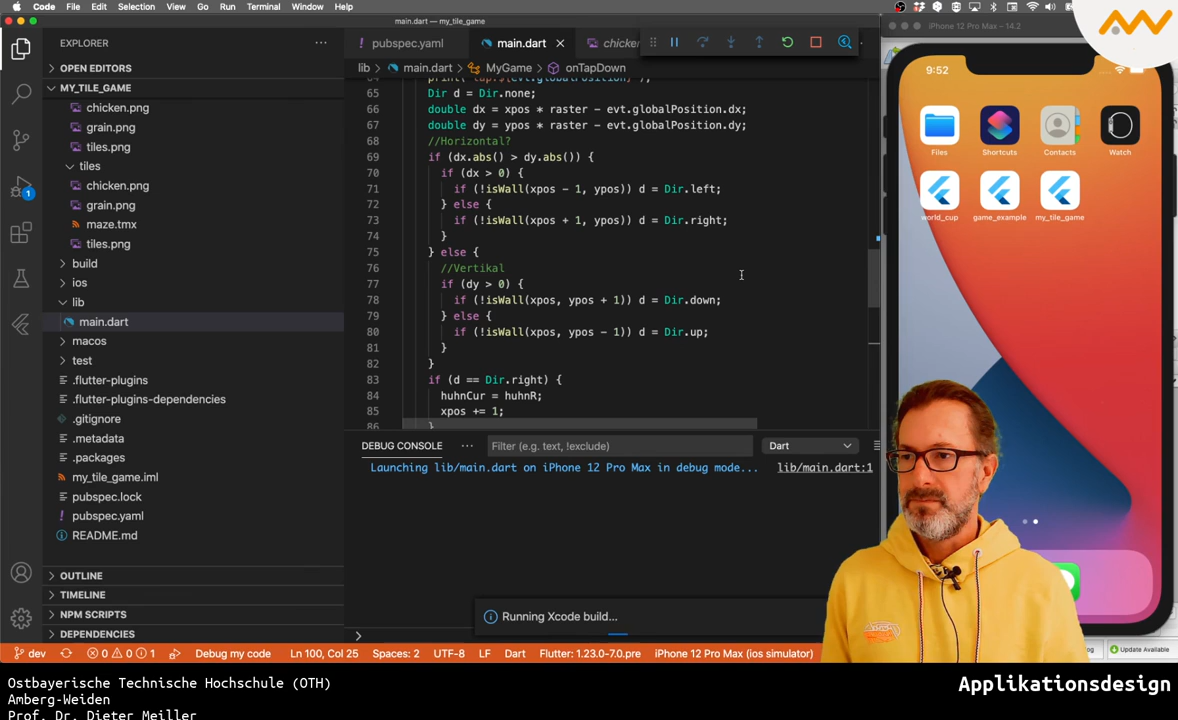 Code File Edit Selection View Go Run Terminal Window Help
main.dart — my_tile_game
iPhone 12 Pro Max – 14.2
EXPLORER
OPEN EDITORS
MY_TILE_GAME
chicken.png
grain.png
tiles.png
tiles
chicken.png
grain.png
maze.tmx
tiles.png
build
ios
lib
main.dart
macos
test
.flutter-plugins
.flutter-plugins-dependencies
.gitignore
.metadata
.packages
my_tile_game.iml
pubspec.lock
pubspec.yaml
README.md
OUTLINE
TIMELINE
NPM SCRIPTS
DEPENDENCIES
1
pubspec.yaml main.dart
lib main.dart MyGame onTapDown
65 Dir d = Dir.none;
66 double dx = xpos * raster - evt.globalPosition.dx;
67 double dy = ypos * raster - evt.globalPosition.dy;
68 //Horizontal?
69 if (dx.abs() > dy.abs()) {
70 if (dx > 0) {
71 if (!isWall(xpos - 1, ypos)) d = Dir.left;
72 } else {
73 if (!isWall(xpos + 1, ypos)) d = Dir.right;
74 }
75 } else {
76 //Vertikal
77 if (dy > 0) {
78 if (!isWall(xpos, ypos + 1)) d = Dir.down;
79 } else {
80 if (!isWall(xpos, ypos - 1)) d = Dir.up;
81 }
82 }
83 if (d == Dir.right) {
84 huhnCur = huhnR;
85 xpos += 1;
86 }
DEBUG CONSOLE ··· Filter (e.g. text, !exclude) Dart
Launching lib/main.dart on iPhone 12 Pro Max in debug mode... lib/main.dart:1
Running Xcode build...
dev 0 0 1 Debug my code Ln 100, Col 25 Spaces: 2 UTF-8 LF Dart Flutter: 1.23.0-7.0.pre iPhone 12 Pro Max (ios simulator)
9:52
Files Shortcuts Contacts Watch
world_cup game_example my_tile_game
Update Available
Ostbayerische Technische Hochschule (OTH)
Amberg-Weiden
Prof. Dr. Dieter Meiller
Applikationsdesign